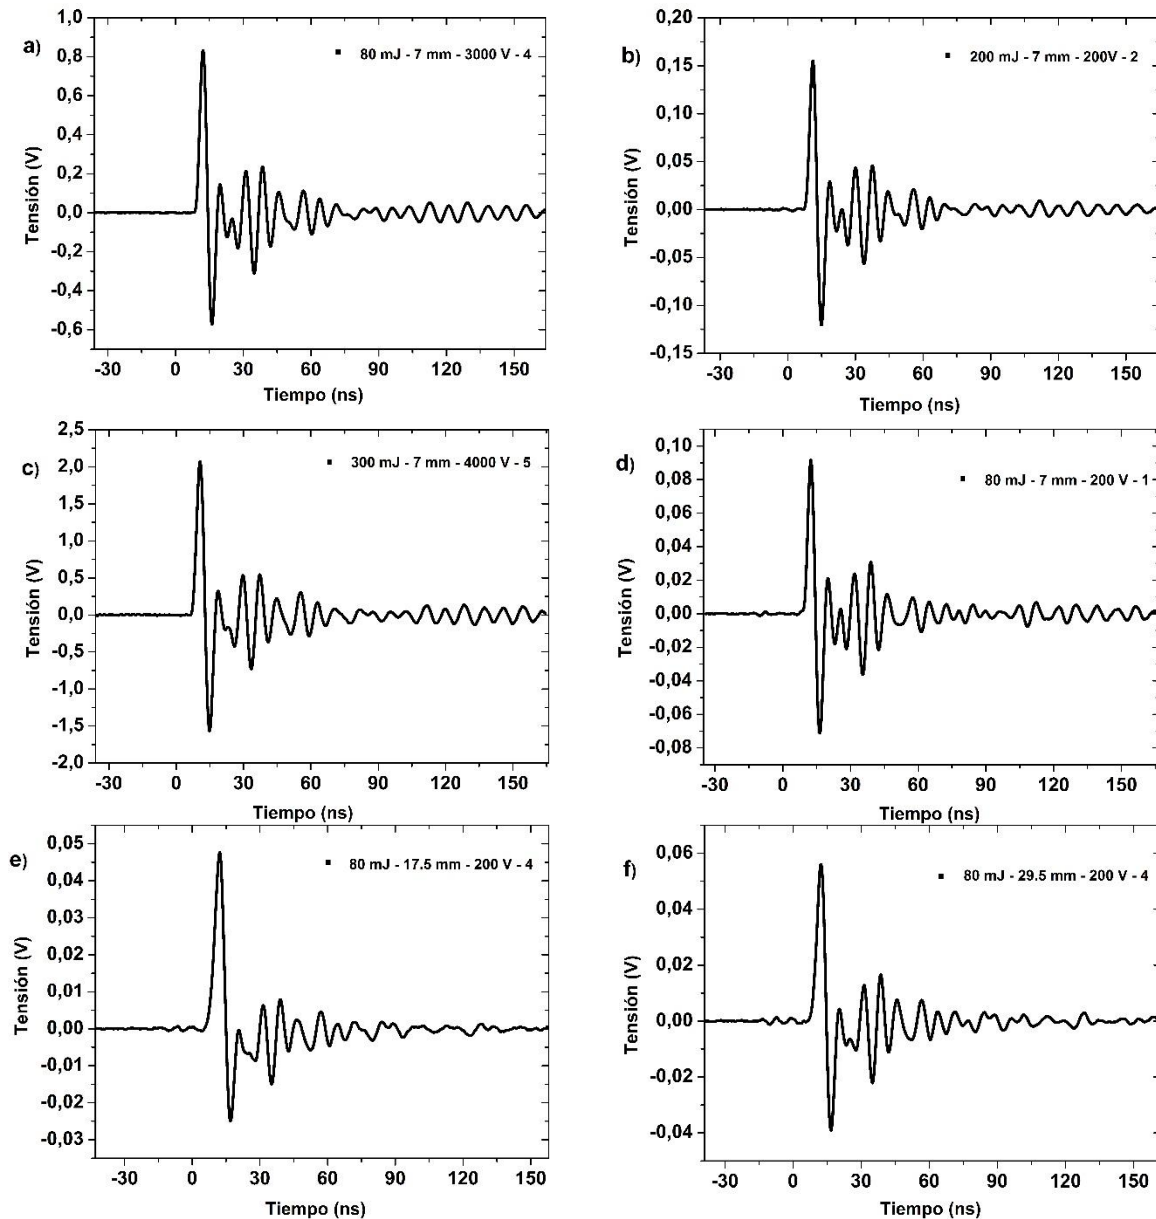 a)
80 mJ - 7 mm - 3000 V - 4
Tensión (V)
1,0
0,8
0,6
0,4
0,2
0,0
-0,2
-0,4
-0,6
-30 0 30 60 90 120 150
Tiempo (ns)
b)
200 mJ - 7 mm - 200V - 2
Tensión (V)
0,20
0,15
0,10
0,05
0,00
-0,05
-0,10
-0,15
-30 0 30 60 90 120 150
Tiempo (ns)
c)
300 mJ - 7 mm - 4000 V - 5
Tensión (V)
2,5
2,0
1,5
1,0
0,5
0,0
-0,5
-1,0
-1,5
-2,0
-30 0 30 60 90 120 150
Tiempo (ns)
d)
80 mJ - 7 mm - 200 V - 1
Tensión (V)
0,10
0,08
0,06
0,04
0,02
0,00
-0,02
-0,04
-0,06
-0,08
-30 0 30 60 90 120 150
Tiempo (ns)
e)
80 mJ - 17.5 mm - 200 V - 4
Tensión (V)
0,05
0,04
0,03
0,02
0,01
0,00
-0,01
-0,02
-0,03
-30 0 30 60 90 120 150
Tiempo (ns)
f)
80 mJ - 29.5 mm - 200 V - 4
Tensión (V)
0,06
0,04
0,02
0,00
-0,02
-0,04
-30 0 30 60 90 120 150
Tiempo (ns)